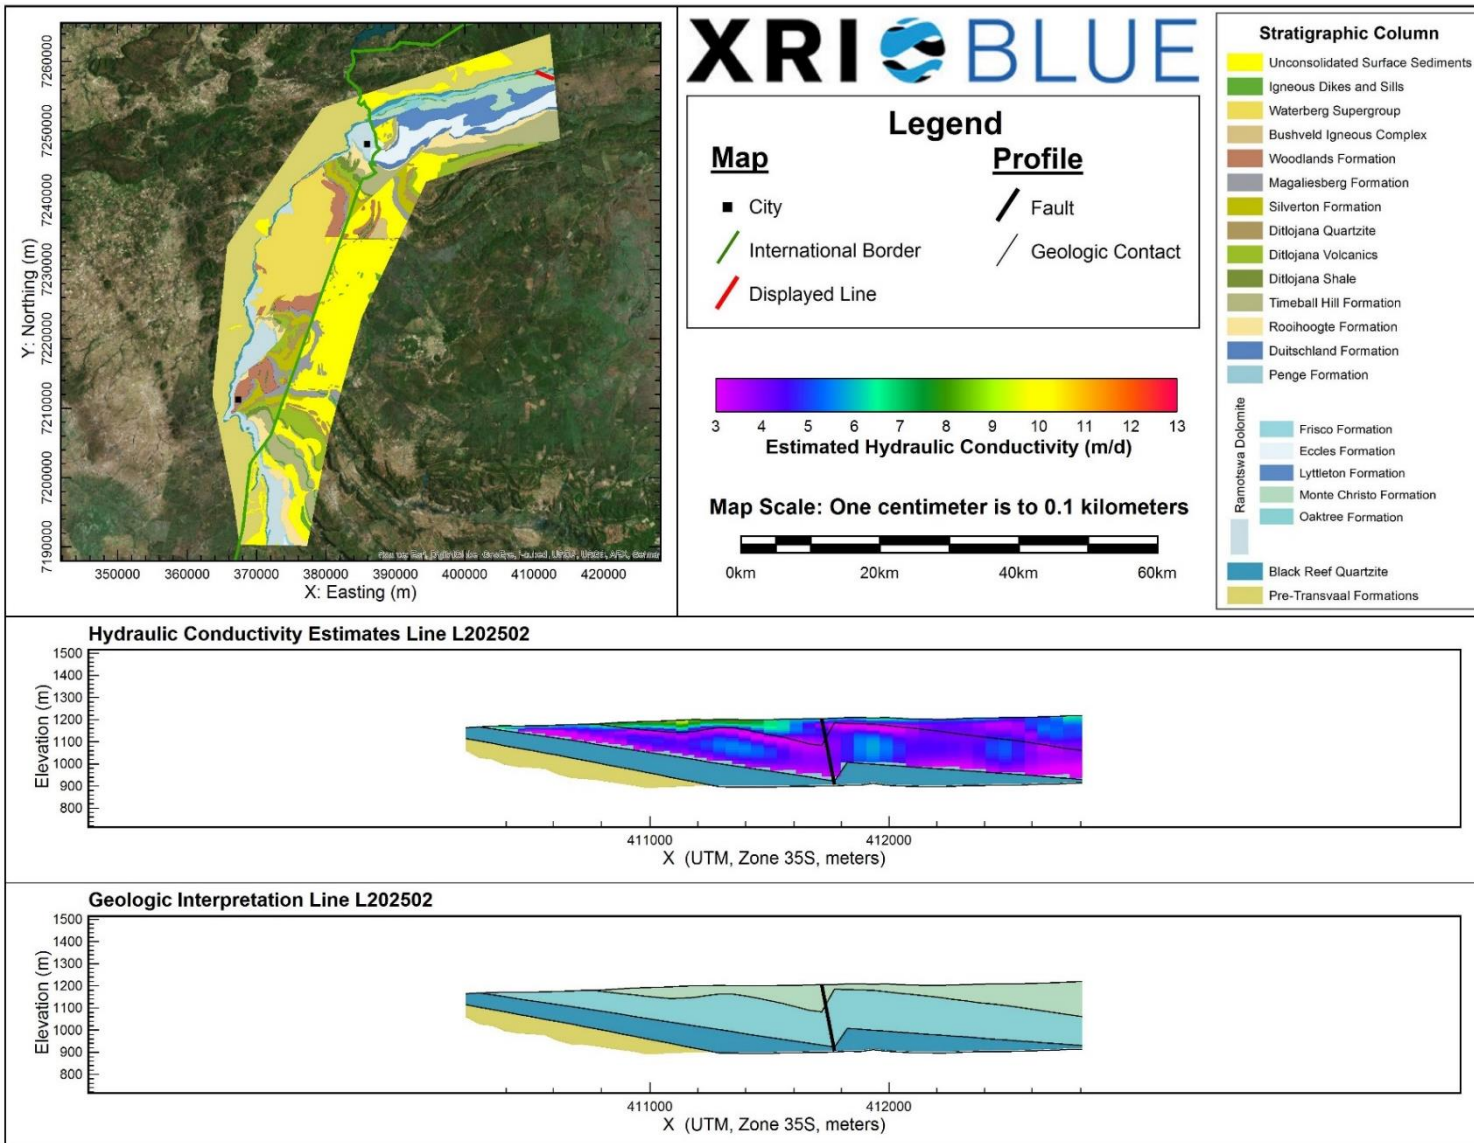 XRI BLUE
7260000
7250000
7240000
7230000
7220000
7210000
7200000
7190000
Y: Northing (m)
350000 360000 370000 380000 390000 400000 410000 420000
X: Easting (m)
Legend
Map
City
International Border
Displayed Line
Profile
Fault
Geologic Contact
3 4 5 6 7 8 9 10 11 12 13
Estimated Hydraulic Conductivity (m/d)
Map Scale: One centimeter is to 0.1 kilometers
0km 20km 40km 60km
Stratigraphic Column
Unconsolidated Surface Sediments
Igneous Dikes and Sills
Waterberg Supergroup
Bushveld Igneous Complex
Woodlands Formation
Magaliesberg Formation
Silverton Formation
Ditlojana Quartzite
Ditlojana Volcanics
Ditlojana Shale
Timeball Hill Formation
Rooihoogte Formation
Duitschland Formation
Penge Formation
Ramotswa Dolomite
Frisco Formation
Eccles Formation
Lyttleton Formation
Monte Christo Formation
Oaktree Formation
Black Reef Quartzite
Pre-Transvaal Formations
Hydraulic Conductivity Estimates Line L202502
1500
1400
1300
1200
1100
1000
900
800
Elevation (m)
411000 412000
X (UTM, Zone 35S, meters)
Geologic Interpretation Line L202502
1500
1400
1300
1200
1100
1000
900
800
Elevation (m)
411000 412000
X (UTM, Zone 35S, meters)